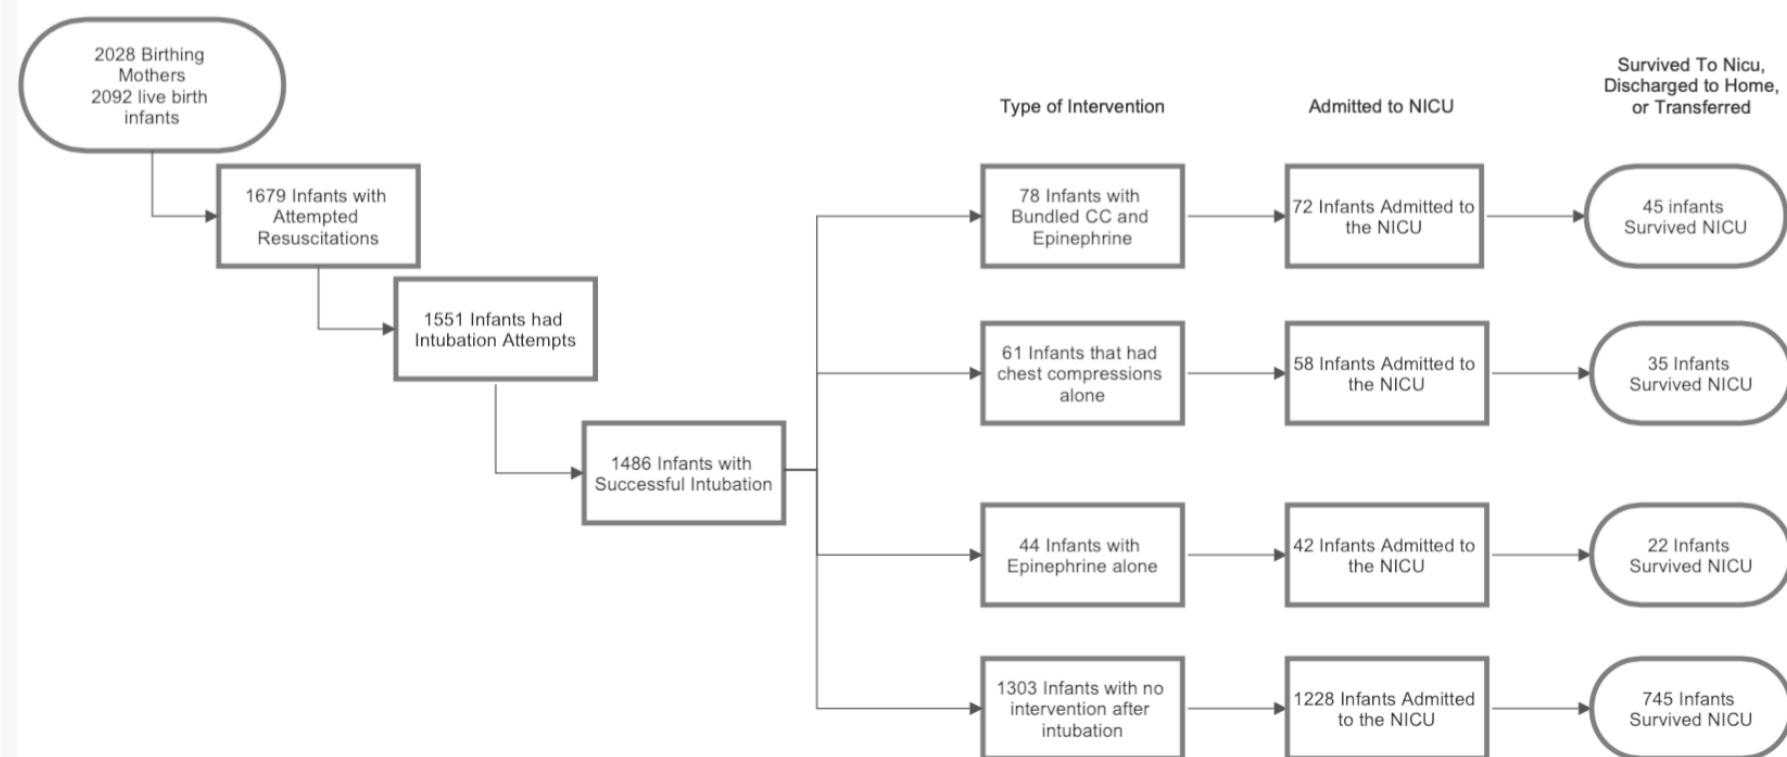 2028 Birthing
Mothers
2092 live birth
infants
1679 Infants with
Attempted
Resuscitations
1551 Infants had
Intubation Attempts
1486 Infants with
Successful Intubation
Type of Intervention
Admitted to NICU
Survived To Nicu,
Discharged to Home,
or Transferred
78 Infants with
Bundled CC and
Epinephrine
72 Infants Admitted to
the NICU
45 infants
Survived NICU
61 Infants that had
chest compressions
alone
58 Infants Admitted to
the NICU
35 Infants
Survived NICU
44 Infants with
Epinephrine alone
42 Infants Admitted to
the NICU
22 Infants
Survived NICU
1303 Infants with no
intervention after
intubation
1228 Infants Admitted
to the NICU
745 Infants
Survived NICU